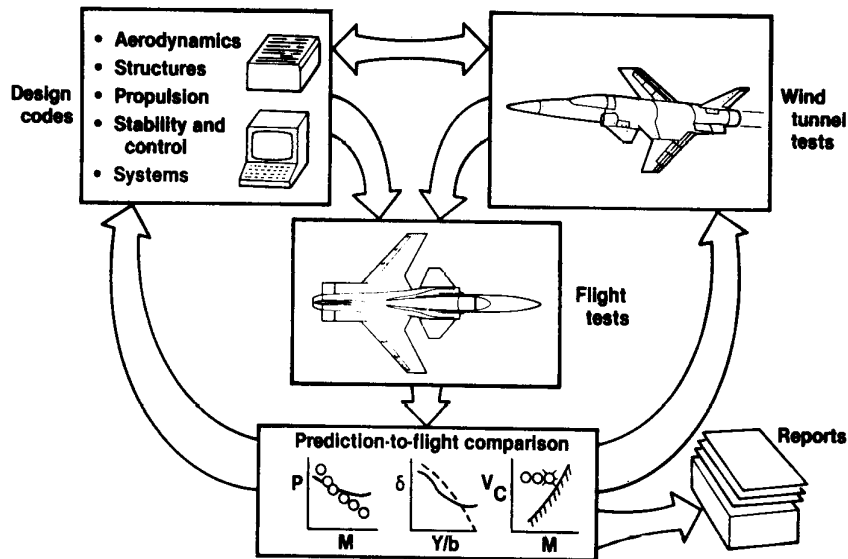 Design
codes
• Aerodynamics
• Structures
• Propulsion
• Stability and
control
• Systems
Wind
tunnel
tests
Flight
tests
Prediction-to-flight comparison
P
M
δ
Y/b
VC
M
Reports